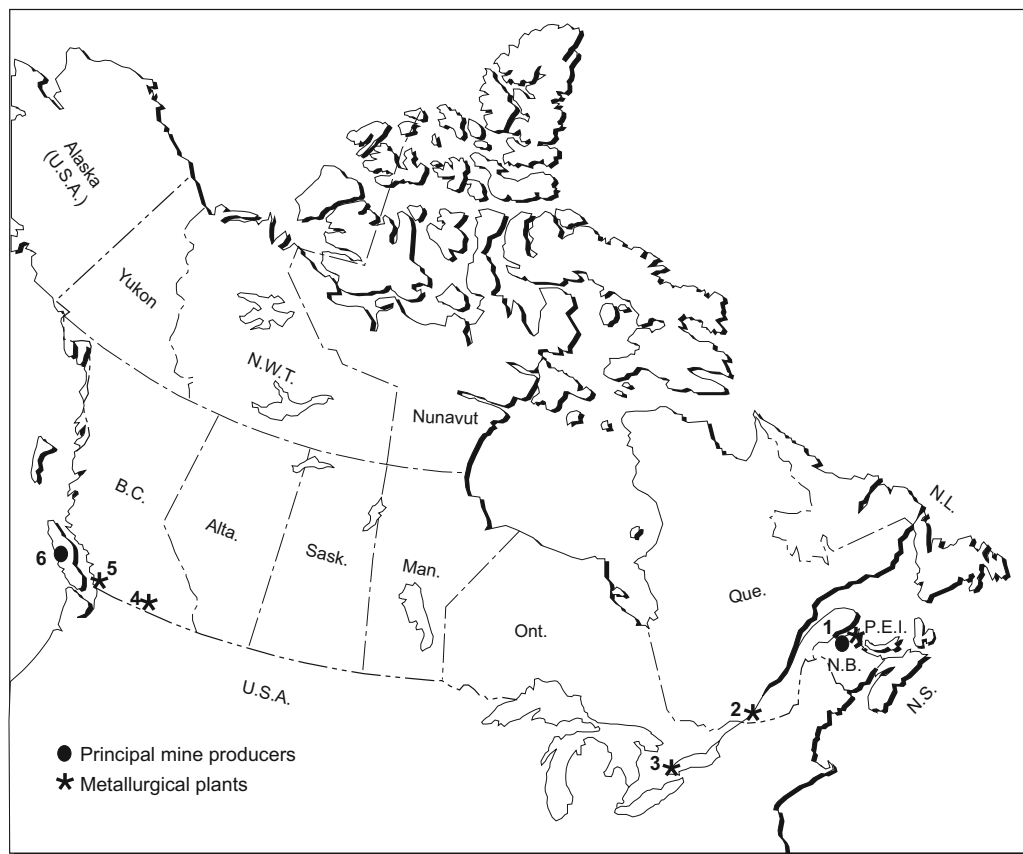 Alaska
(U.S.A.)
Yukon
N.W.T.
Nunavut
B.C.
Alta.
Sask.
Man.
Ont.
Que.
N.L.
P.E.I.
N.B.
N.S.
U.S.A.
1
2
3
4
5
6
Principal mine producers
Metallurgical plants